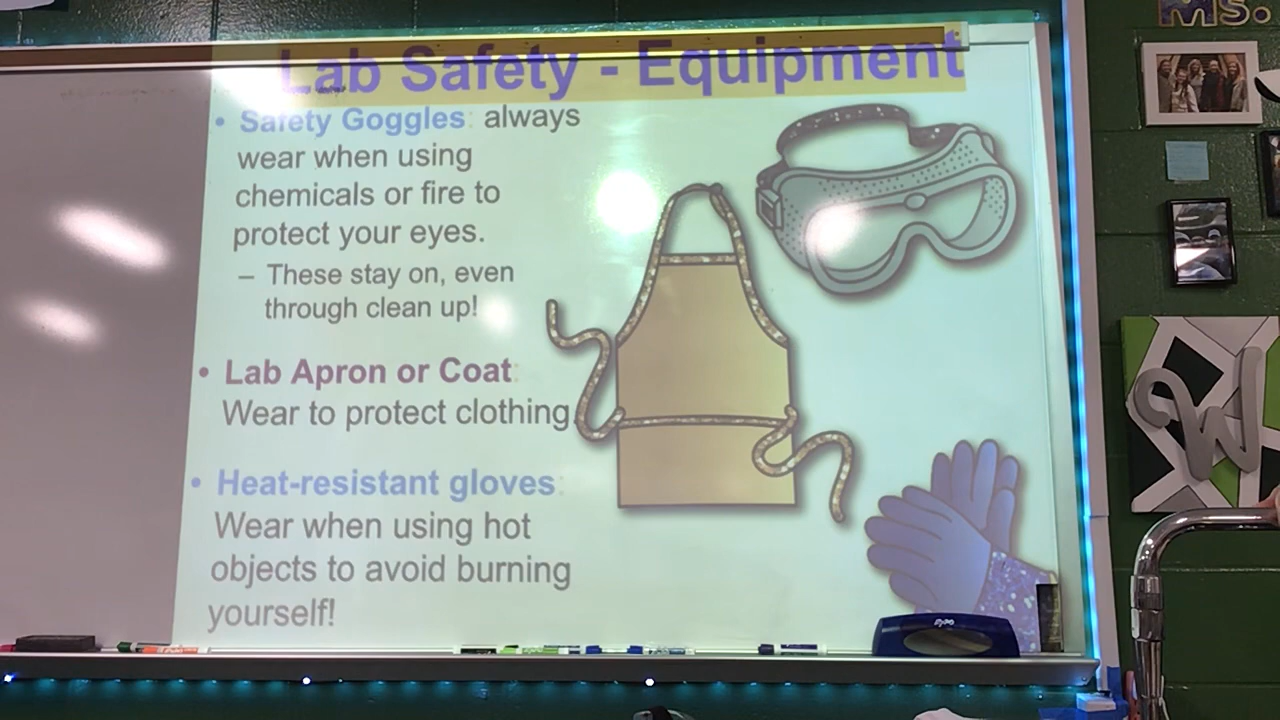 Ms.
Lab Safety - Equipment
• Safety Goggles: always
wear when using
chemicals or fire to
protect your eyes.
– These stay on, even
through clean up!
• Lab Apron or Coat:
Wear to protect clothing.
• Heat-resistant gloves:
Wear when using hot
objects to avoid burning
yourself!
W
EXPO